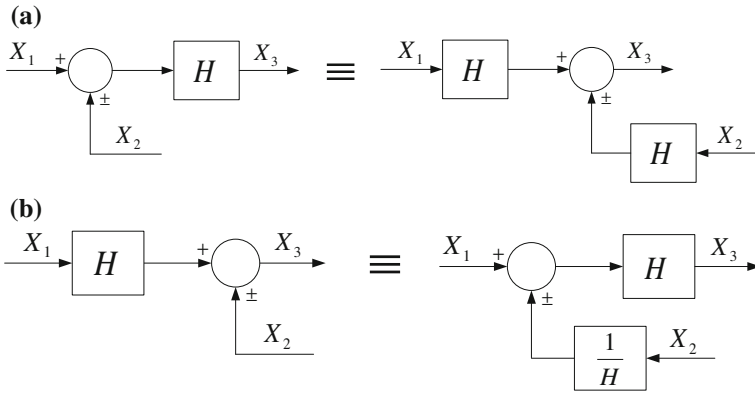 (a)
X₁ + H X₃ ≡ X₁ H + X₃
± ±
X₂ H X₂
(b)
X₁ H + X₃ ≡ X₁ + H X₃
± ±
X₂ 1/H X₂